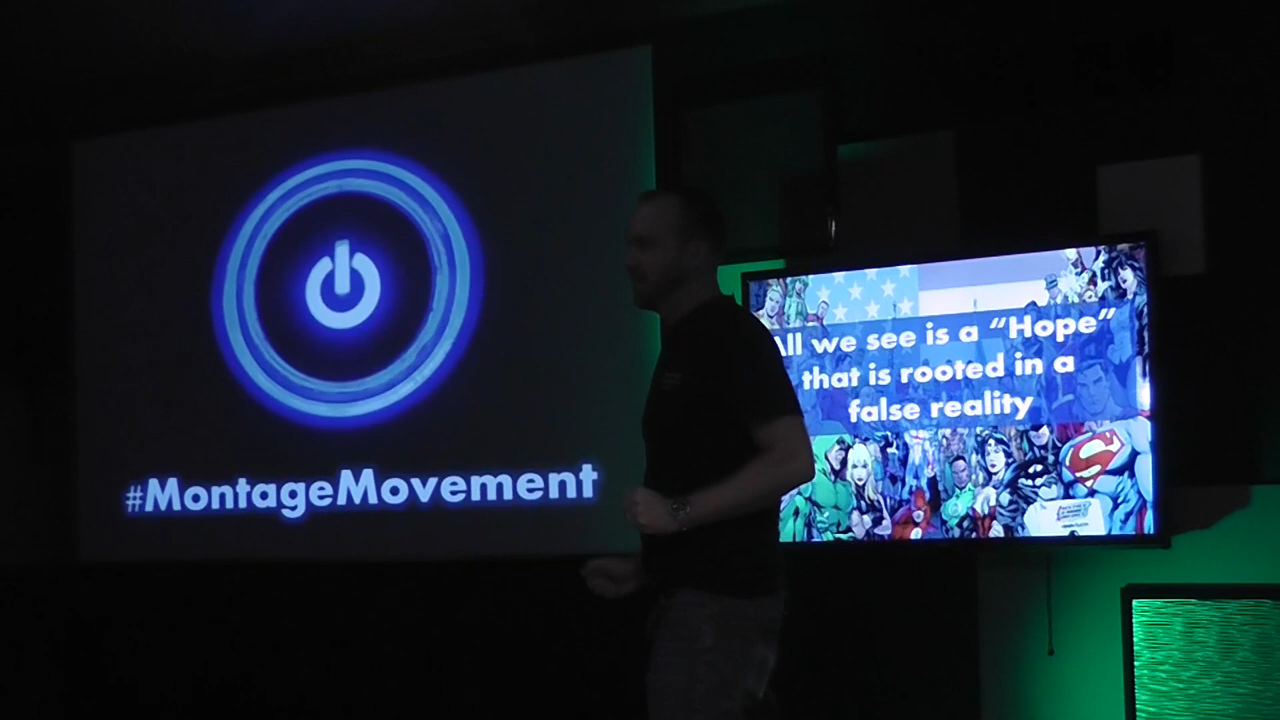 #MontageMovement
All we see is a “Hope”
that is rooted in a
false reality